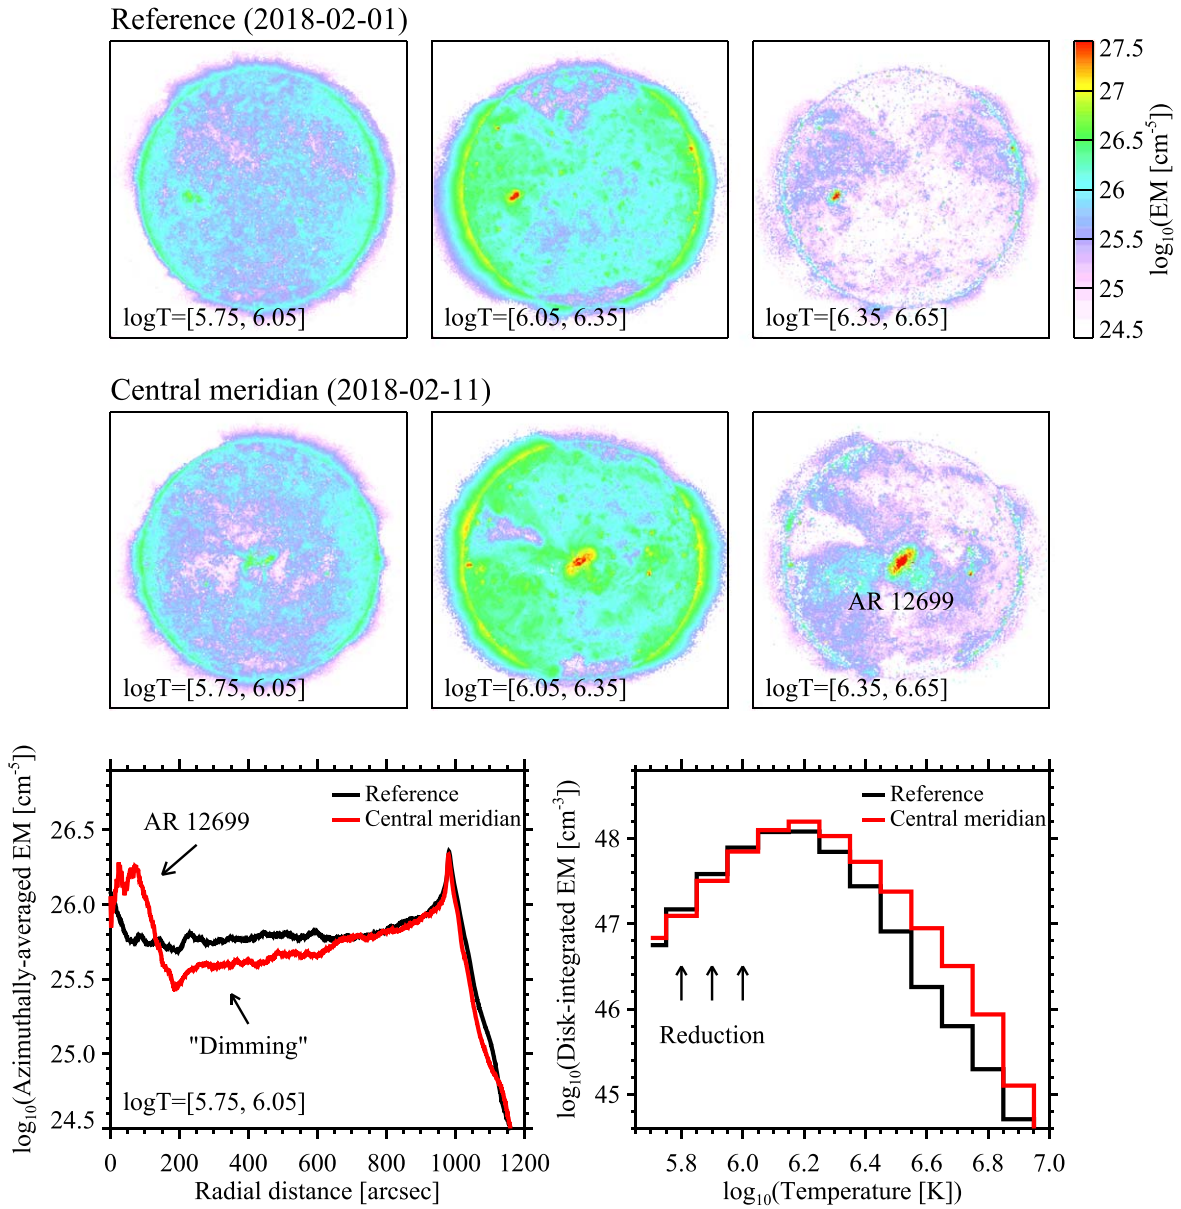 Reference (2018-02-01)
logT=[5.75, 6.05]
logT=[6.05, 6.35]
logT=[6.35, 6.65]
27.5
27
26.5
26
25.5
25
24.5
log₁₀(EM [cm⁻⁵])
Central meridian (2018-02-11)
logT=[5.75, 6.05]
logT=[6.05, 6.35]
AR 12699
logT=[6.35, 6.65]
log₁₀(Azimuthally-averaged EM [cm⁻⁵])
26.5
26.0
25.5
25.0
24.5
Reference
Central meridian
AR 12699
"Dimming"
logT=[5.75, 6.05]
0 200 400 600 800 1000 1200
Radial distance [arcsec]
log₁₀(Disk-integrated EM [cm⁻³])
48
47
46
45
Reference
Central meridian
Reduction
5.8 6.0 6.2 6.4 6.6 6.8 7.0
log₁₀(Temperature [K])